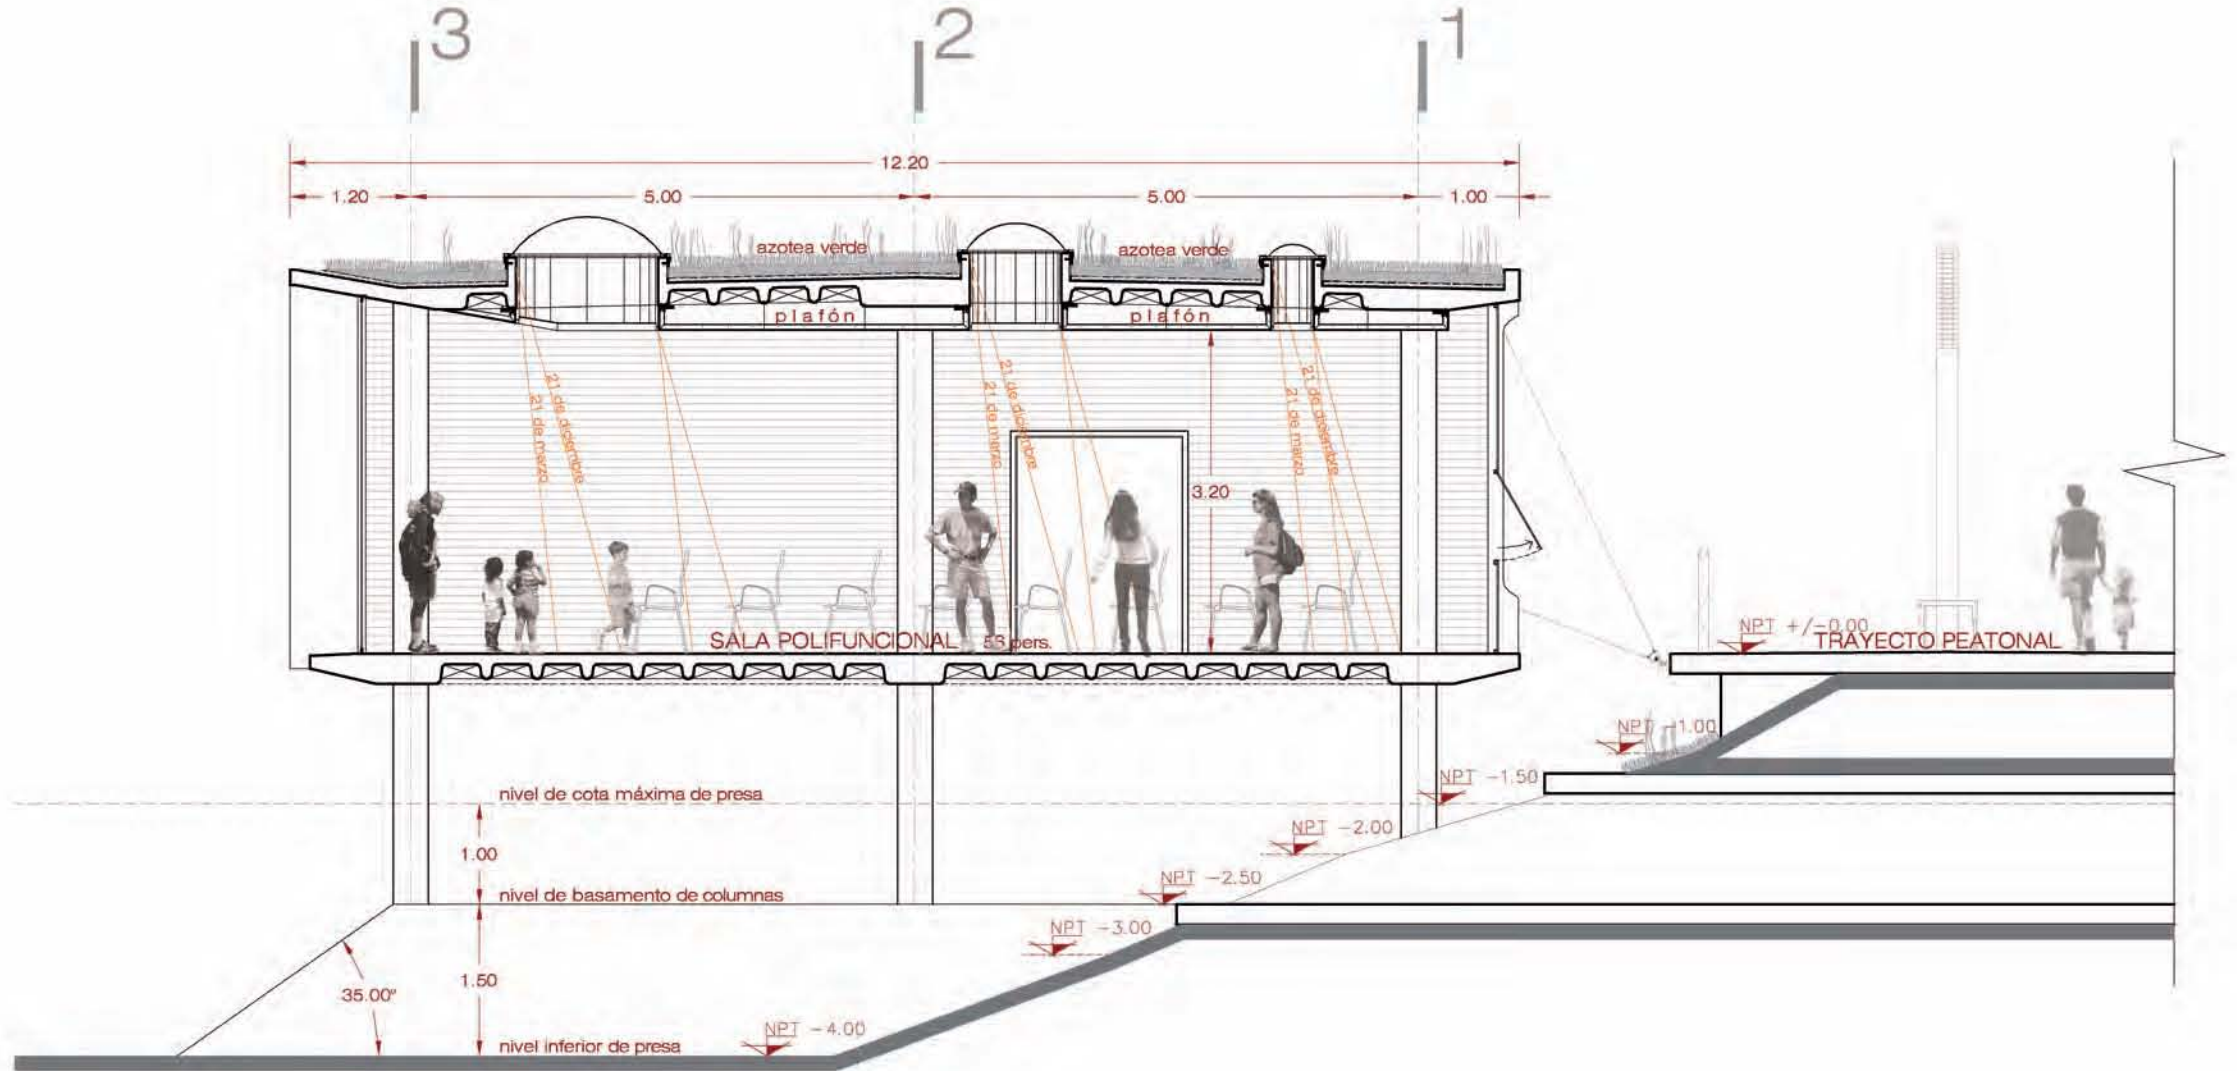 3
2
1
12.20
1.20
5.00
5.00
1.00
azotea verde
azotea verde
plafón
plafón
21 de diciembre
21 de marzo
21 de diciembre
21 de marzo
21 de diciembre
21 de marzo
3.20
SALA POLIFUNCIONAL 53 pers.
NPT +/-0.00
TRAYECTO PEATONAL
NPT -1.00
NPT -1.50
nivel de cota máxima de presa
NPT -2.00
1.00
NPT -2.50
nivel de basamento de columnas
NPT -3.00
1.50
35.00°
NPT -4.00
nivel inferior de presa